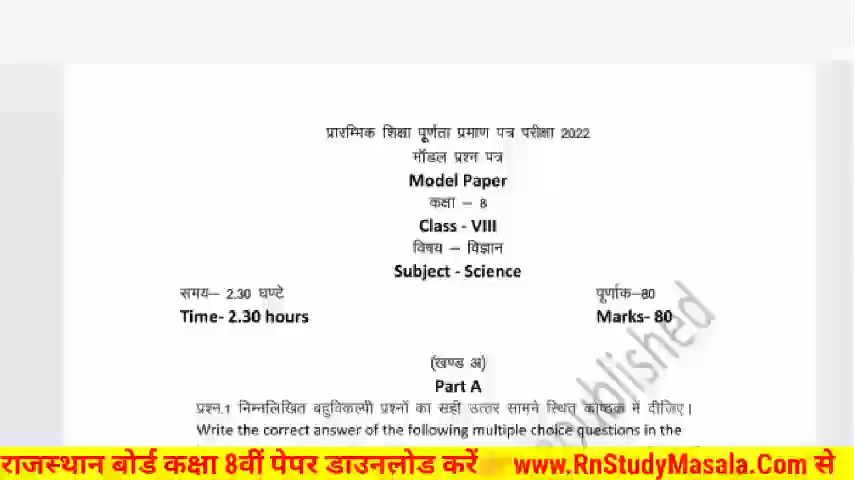 प्रारम्भिक शिक्षा पूर्णता प्रमाण पत्र परीक्षा 2022
मॉडल प्रश्न पत्र
Model Paper
कक्षा – 8
Class - VIII
विषय – विज्ञान
Subject - Science
समय– 2.30 घण्टे पूर्णांक–80
Time- 2.30 hours Marks- 80
(खण्ड अ)
Part A
प्रश्न.1 निम्नलिखित बहुविकल्पी प्रश्नों का सही उत्तर सामने स्थित् कोष्ठक में दीजिए।
Write the correct answer of the following multiple choice questions in the
राजस्थान बोर्ड कक्षा 8वीं पेपर डाउनलोड करें www.RnStudyMasala.Com से